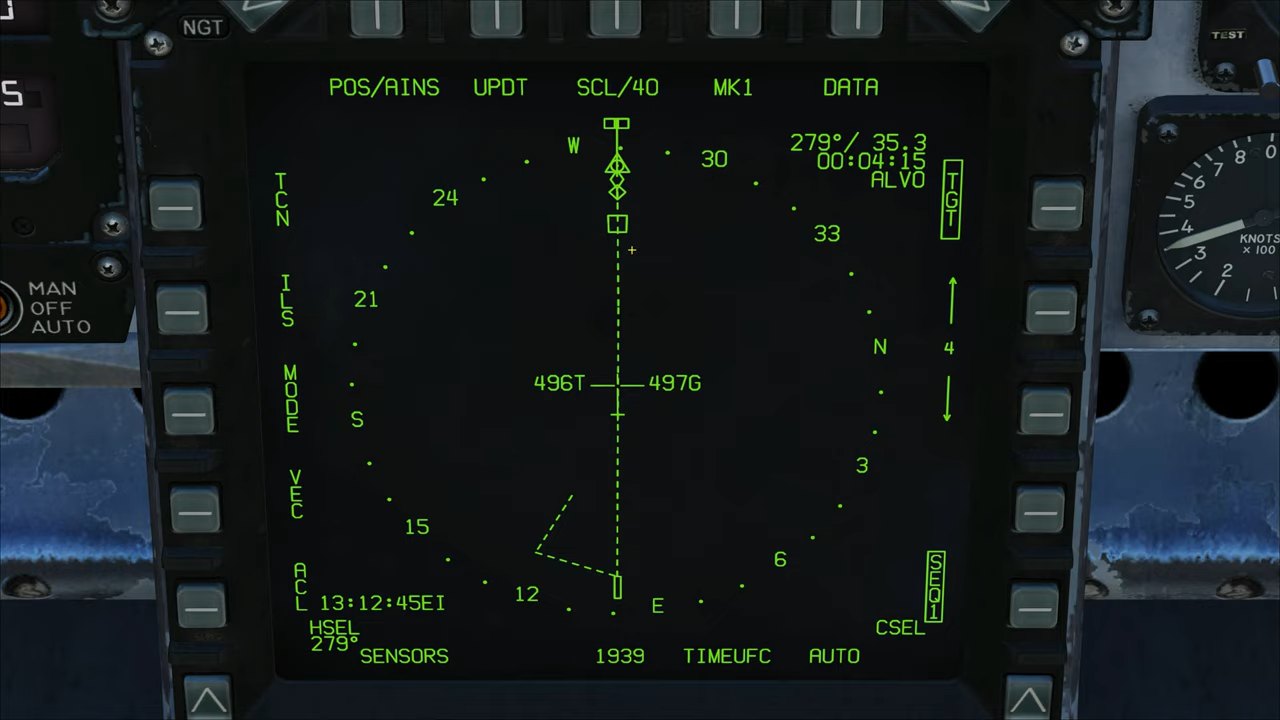 NGT
TEST
S
POS/AINS UPDT SCL/40 MK1 DATA
279°/ 35.3
00:04:15
ALVO
W
30
24
33
21
N
S
3
15
6
12
E
TCN
ILS
MODE
VEC
ACL
TGT
4
SEQ1
496T
497G
MAN
OFF
AUTO
8
0
7
6
5
4
3
2
KNOTS
× 100
13:12:45EI
HSEL
279°
CSEL
SENSORS 1939 TIMEUFC AUTO